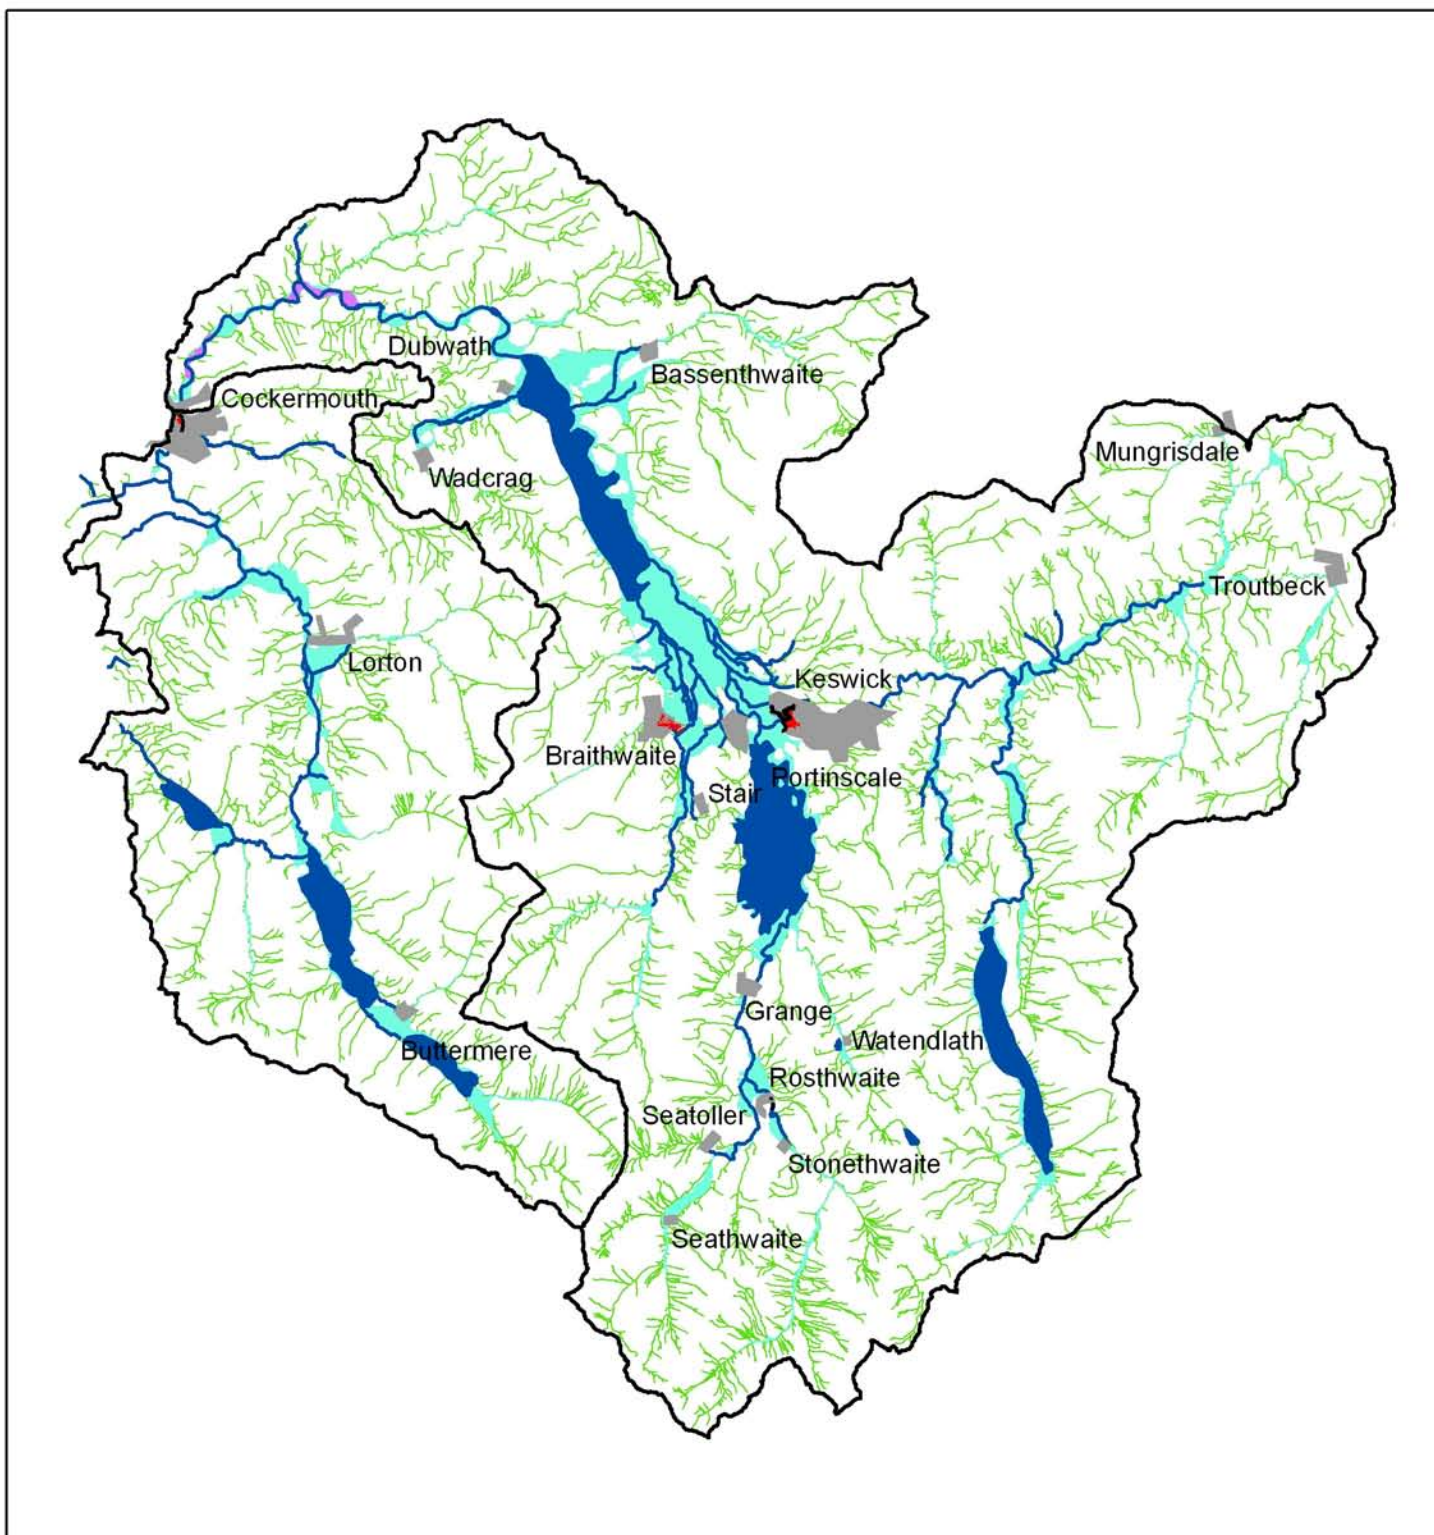 Dubwath
Bassenthwaite
Cockermouth
Mungrisdale
Wadcrag
Troutbeck
Lorton
Keswick
Braithwaite
Portinscale
Stair
Grange
Watendlath
Buttermere
Rosthwaite
Seatoller
Stonethwaite
Seathwaite